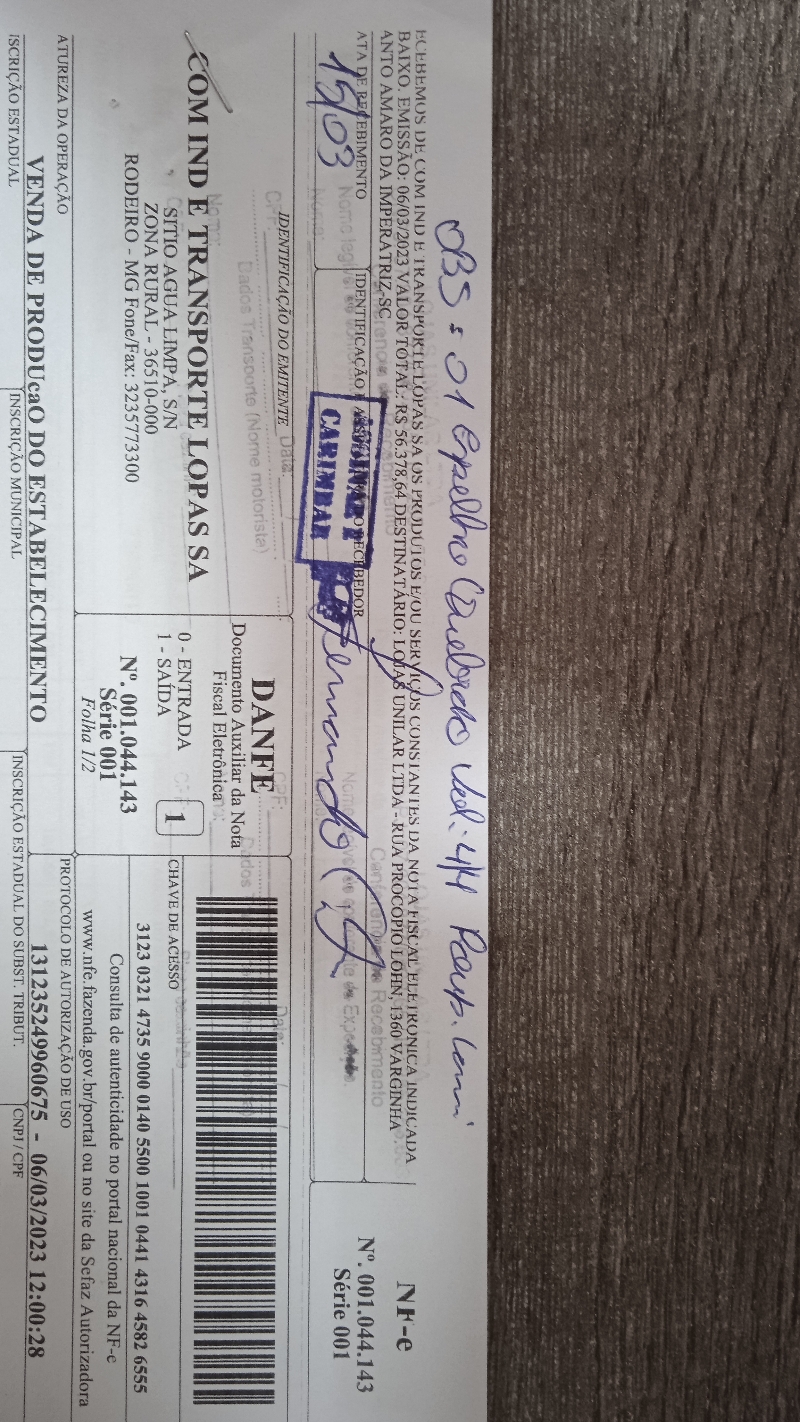 OBS: 01 Espelho Quebrado
ECEBEMOS DE COM IND E TRANSPORTE LOPAS SA OS PRODUTOS E/OU SERVIÇOS CONSTANTES DA NOTA FISCAL ELETRÔNICA INDICADA
BAIXO. EMISSÃO: 06/03/2023 VALOR TOTAL: R$ 56.378,64 DESTINATÁRIO: LOJAS UNILAR LTDA - RUA PROCOPIO LOHN, 1360 VARGINHA
ANTO AMARO DA IMPERATRIZ-SC
NF-e
Nº. 001.044.143
Série 001
ATA DE RECEBIMENTO
15/03
IDENTIFICAÇÃO E ASSINATURA DO RECEBEDOR
ASSINAR E
CARIMBAR
Fernando
IDENTIFICAÇÃO DO EMITENTE
COM IND E TRANSPORTE LOPAS SA
SITIO AGUA LIMPA, S/N
ZONA RURAL - 36510-000
RODEIRO - MG Fone/Fax: 3235773300
DANFE
Documento Auxiliar da Nota
Fiscal Eletrônica
0 - ENTRADA
1 - SAÍDA
1
Nº. 001.044.143
Série 001
Folha 1/2
CHAVE DE ACESSO
3123 0321 4735 9000 0140 5500 1001 0441 4316 4582 6555
Consulta de autenticidade no portal nacional da NF-e
www.nfe.fazenda.gov.br/portal ou no site da Sefaz Autorizadora
ATUREZA DA OPERAÇÃO
VENDA DE PRODUçaO DO ESTABELECIMENTO
PROTOCOLO DE AUTORIZAÇÃO DE USO
131235249960675 - 06/03/2023 12:00:28
ISCRIÇÃO ESTADUAL
INSCRIÇÃO MUNICIPAL
INSCRIÇÃO ESTADUAL DO SUBST. TRIBUT.
CNPJ / CPF